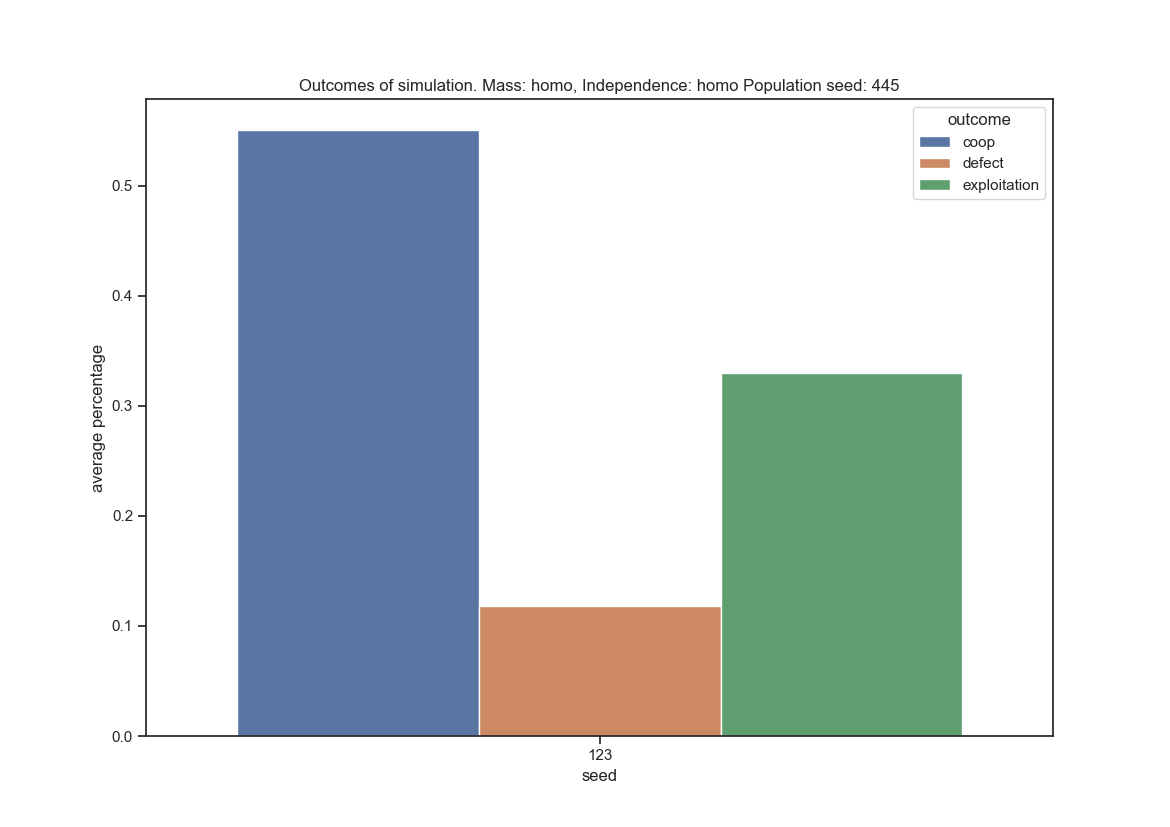 Outcomes of simulation. Mass: homo, Independence: homo Population seed: 445
outcome
coop
defect
exploitation
0.5
0.4
0.3
0.2
0.1
0.0
average percentage
123
seed